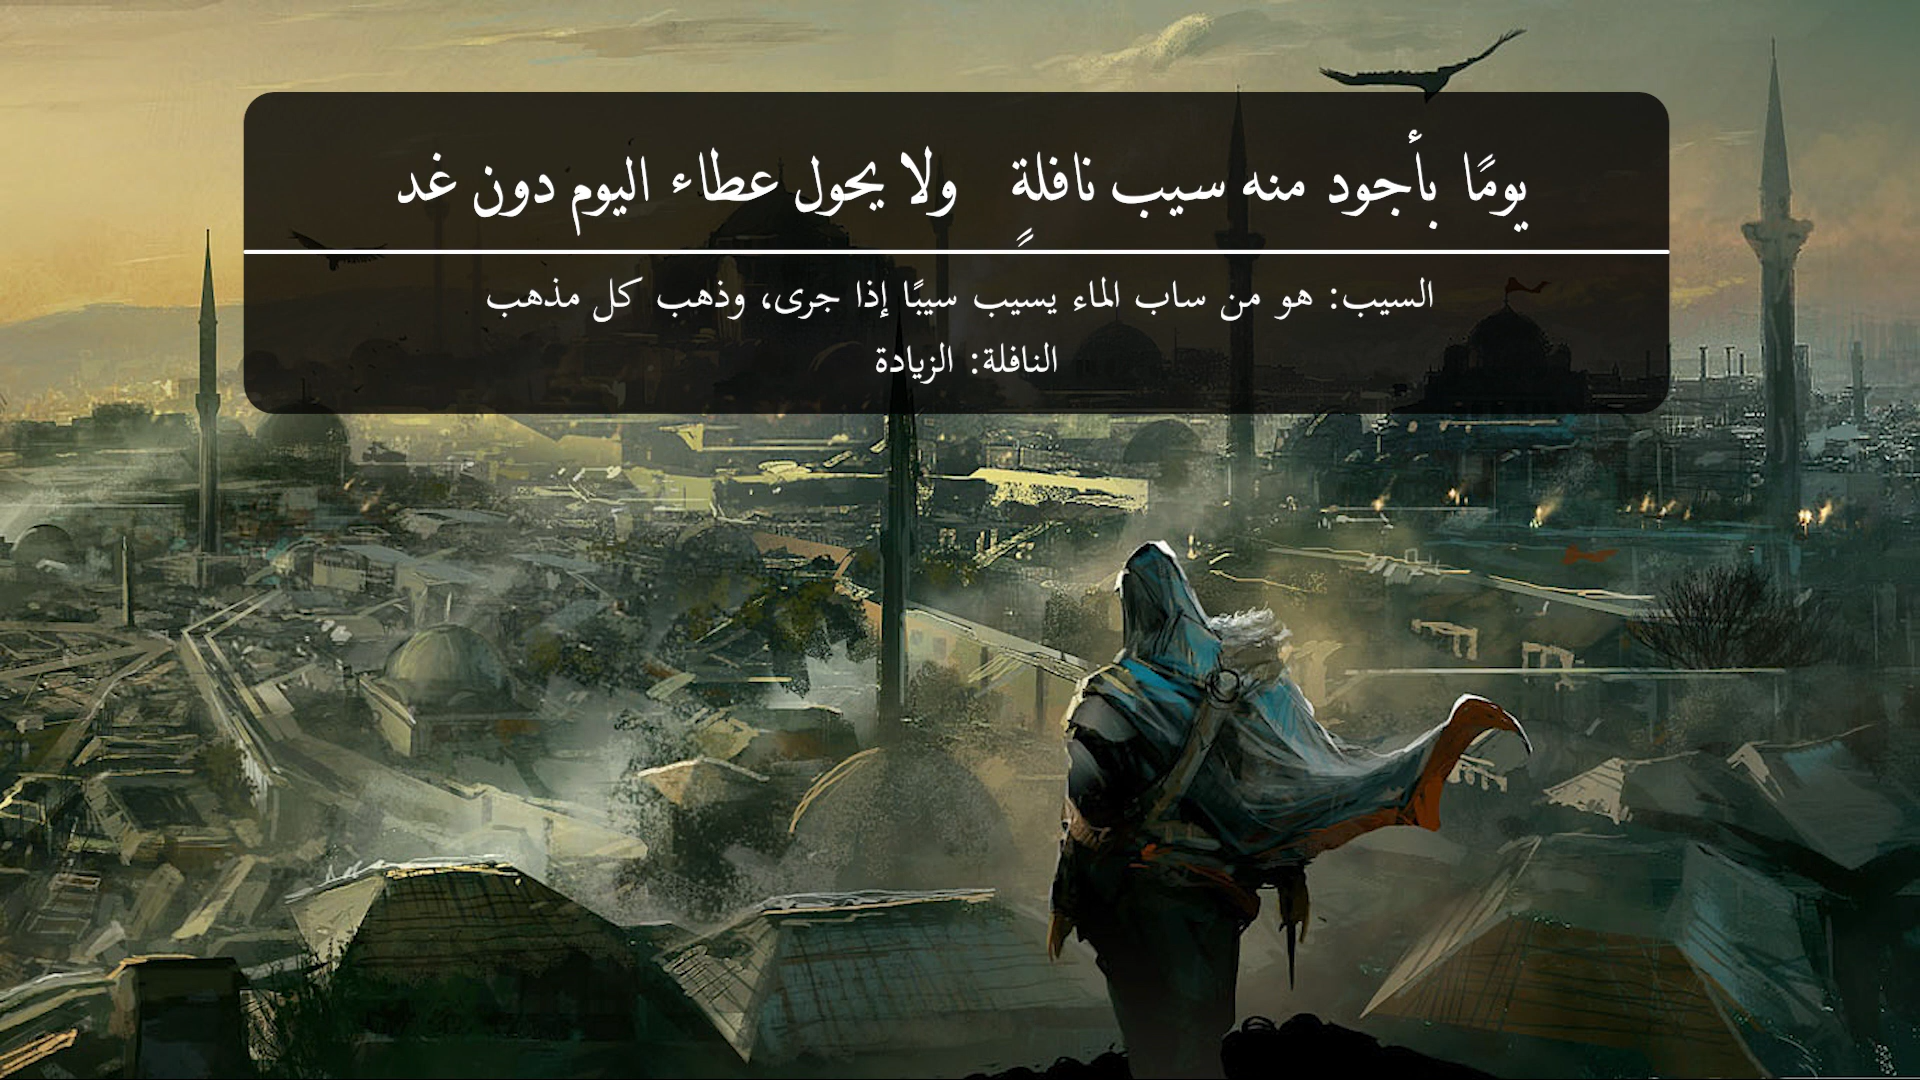 يومًا بأجود منه سيب نافلةٍ ولا يحول عطاء اليوم دون غد
السيب: هو من ساب الماء يسيب سيبًا إذا جرى، وذهب كل مذهب
النافلة: الزيادة